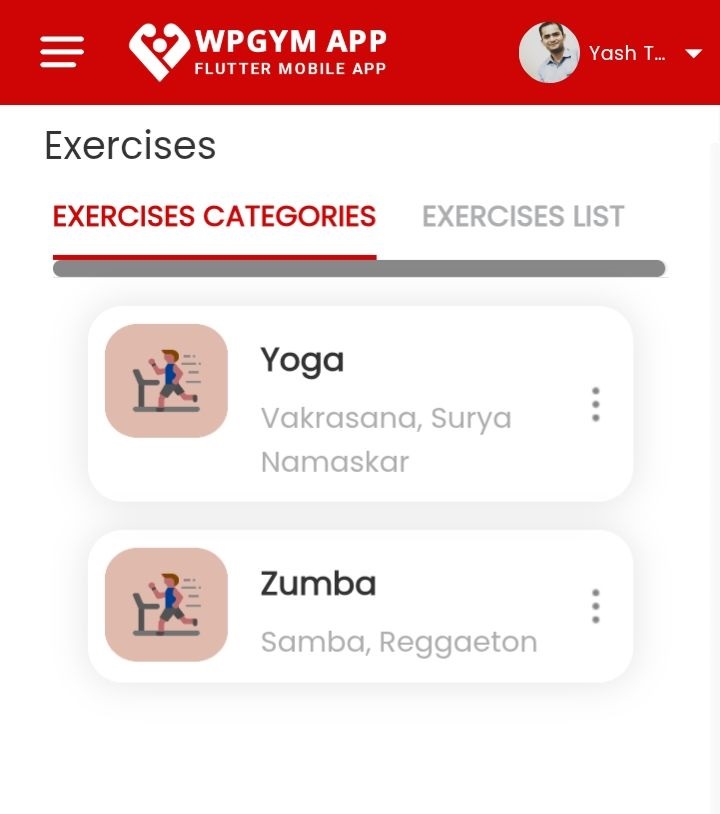 WPGYM APP
FLUTTER MOBILE APP
Yash T...
Exercises
EXERCISES CATEGORIES
EXERCISES LIST
Yoga
Vakrasana, Surya
Namaskar
Zumba
Samba, Reggaeton